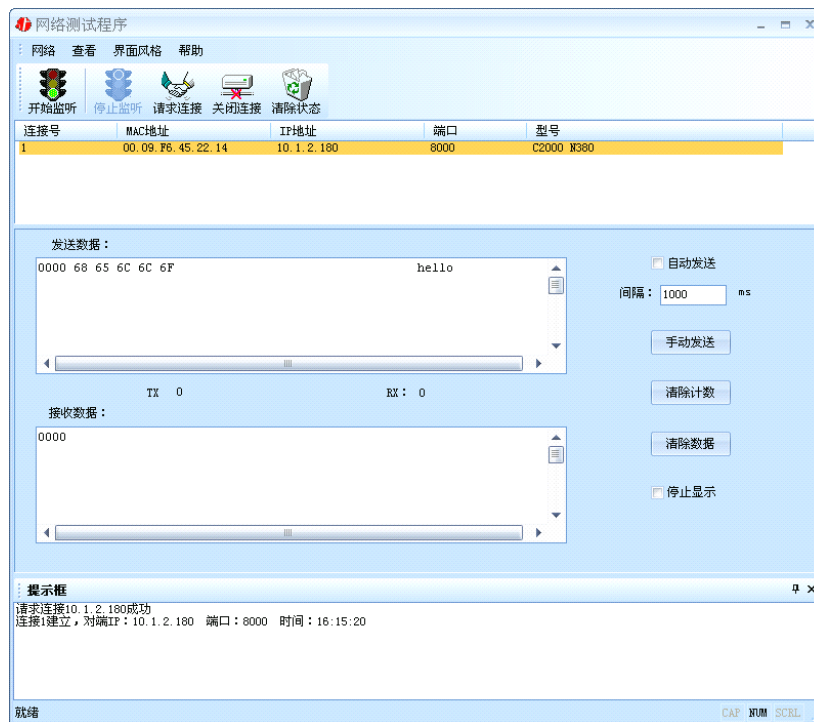 网络测试程序
网络 查看 界面风格 帮助
开始监听 停止监听 请求连接 关闭连接 清除状态
连接号 MAC地址 IP地址 端口 型号
1 00.09.F6.45.22.14 10.1.2.180 8000 C2000 N380
发送数据：
0000 68 65 6C 6C 6F hello
自动发送
间隔： 1000 ms
手动发送
TX 0 RX： 0
清除计数
接收数据：
0000
清除数据
停止显示
提示框
请求连接10.1.2.180成功
连接1建立，对端IP：10.1.2.180 端口：8000 时间：16:15:20
就绪 CAP NUM SCRL